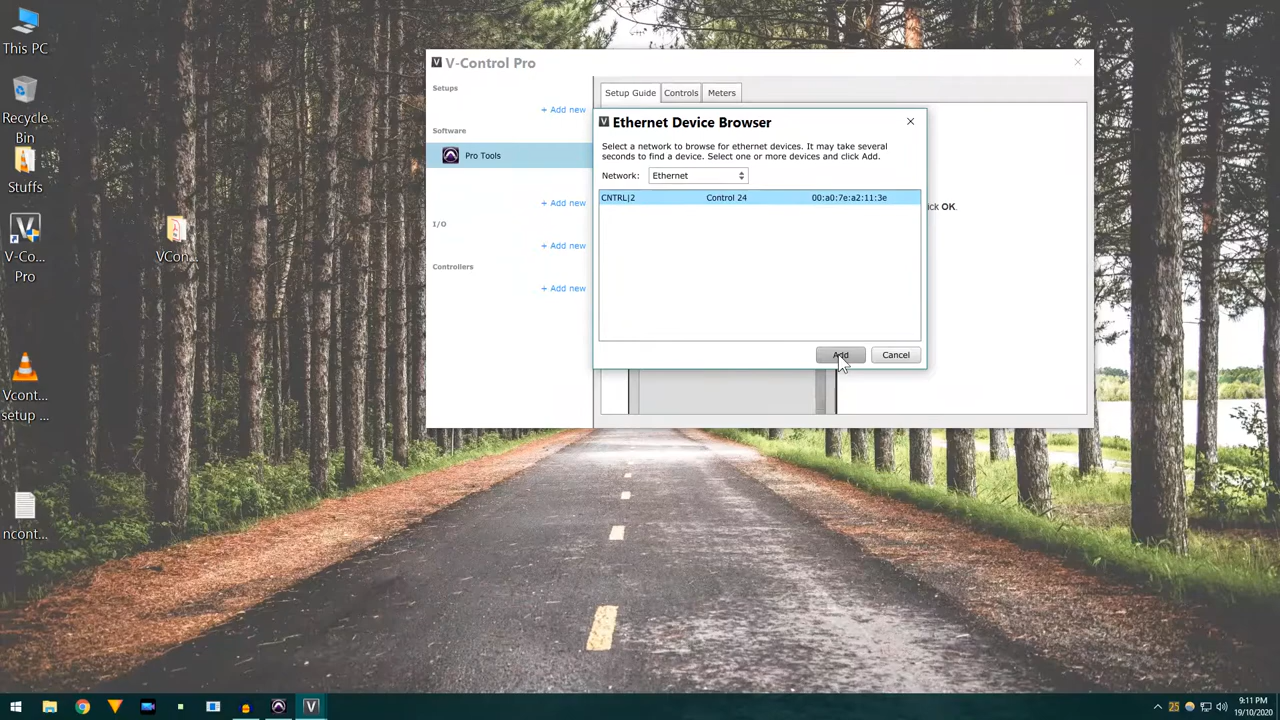 This PC
Recycle
Bin
Stuffs
V-Co...
Pro
VCon...
Vcont...
setup ...
ncont...
V V-Control Pro
Setups
+ Add new
Software
Pro Tools
+ Add new
I/O
+ Add new
Controllers
+ Add new
Setup Guide
Controls
Meters
ick OK.
V Ethernet Device Browser
Select a network to browse for ethernet devices. It may take several
seconds to find a device. Select one or more devices and click Add.
Network: Ethernet
CNTRL|2 Control 24 00:a0:7e:a2:11:3e
Add
Cancel
25
9:11 PM
19/10/2020